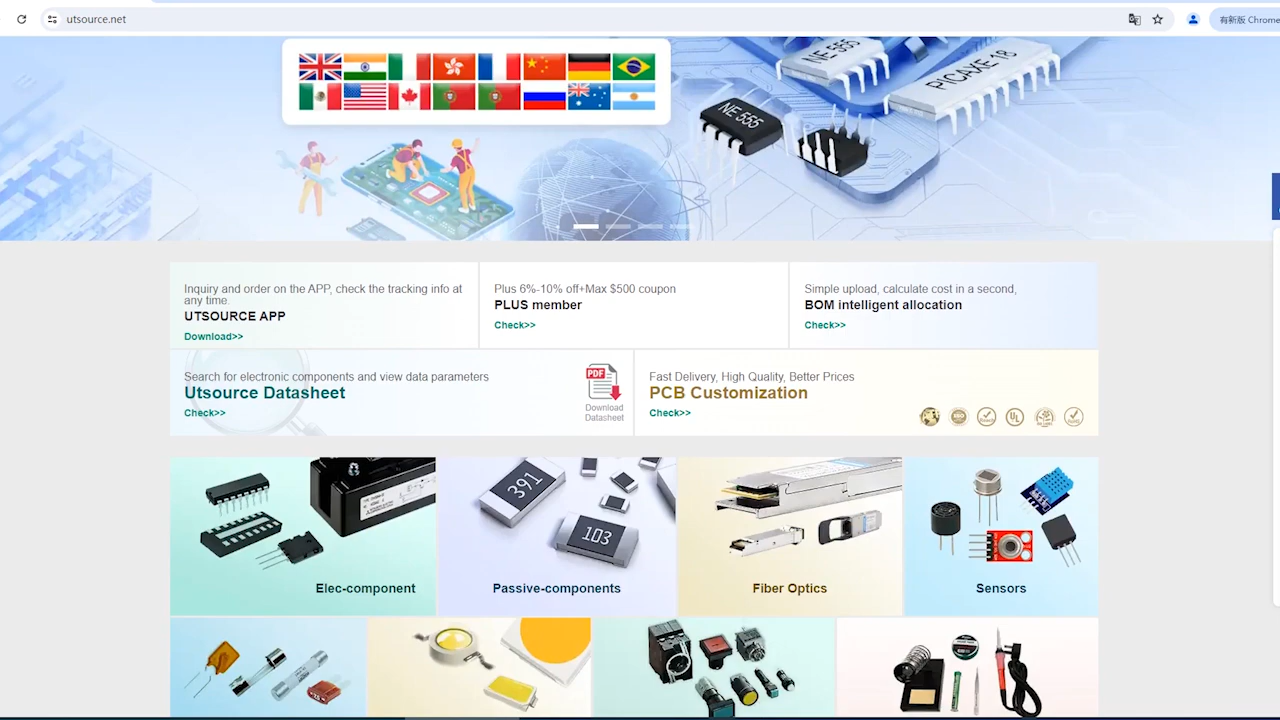 utsource.net
有新版 Chrome
NE 555
PICAXE-18
NE 555
Inquiry and order on the APP, check the tracking info at
any time.
UTSOURCE APP
Download>>
Plus 6%-10% off+Max $500 coupon
PLUS member
Check>>
Simple upload, calculate cost in a second,
BOM intelligent allocation
Check>>
Search for electronic components and view data parameters
Utsource Datasheet
Check>>
PDF
Download
Datasheet
Fast Delivery, High Quality, Better Prices
PCB Customization
Check>>
UL
391
103
Elec-component
Passive-components
Fiber Optics
Sensors